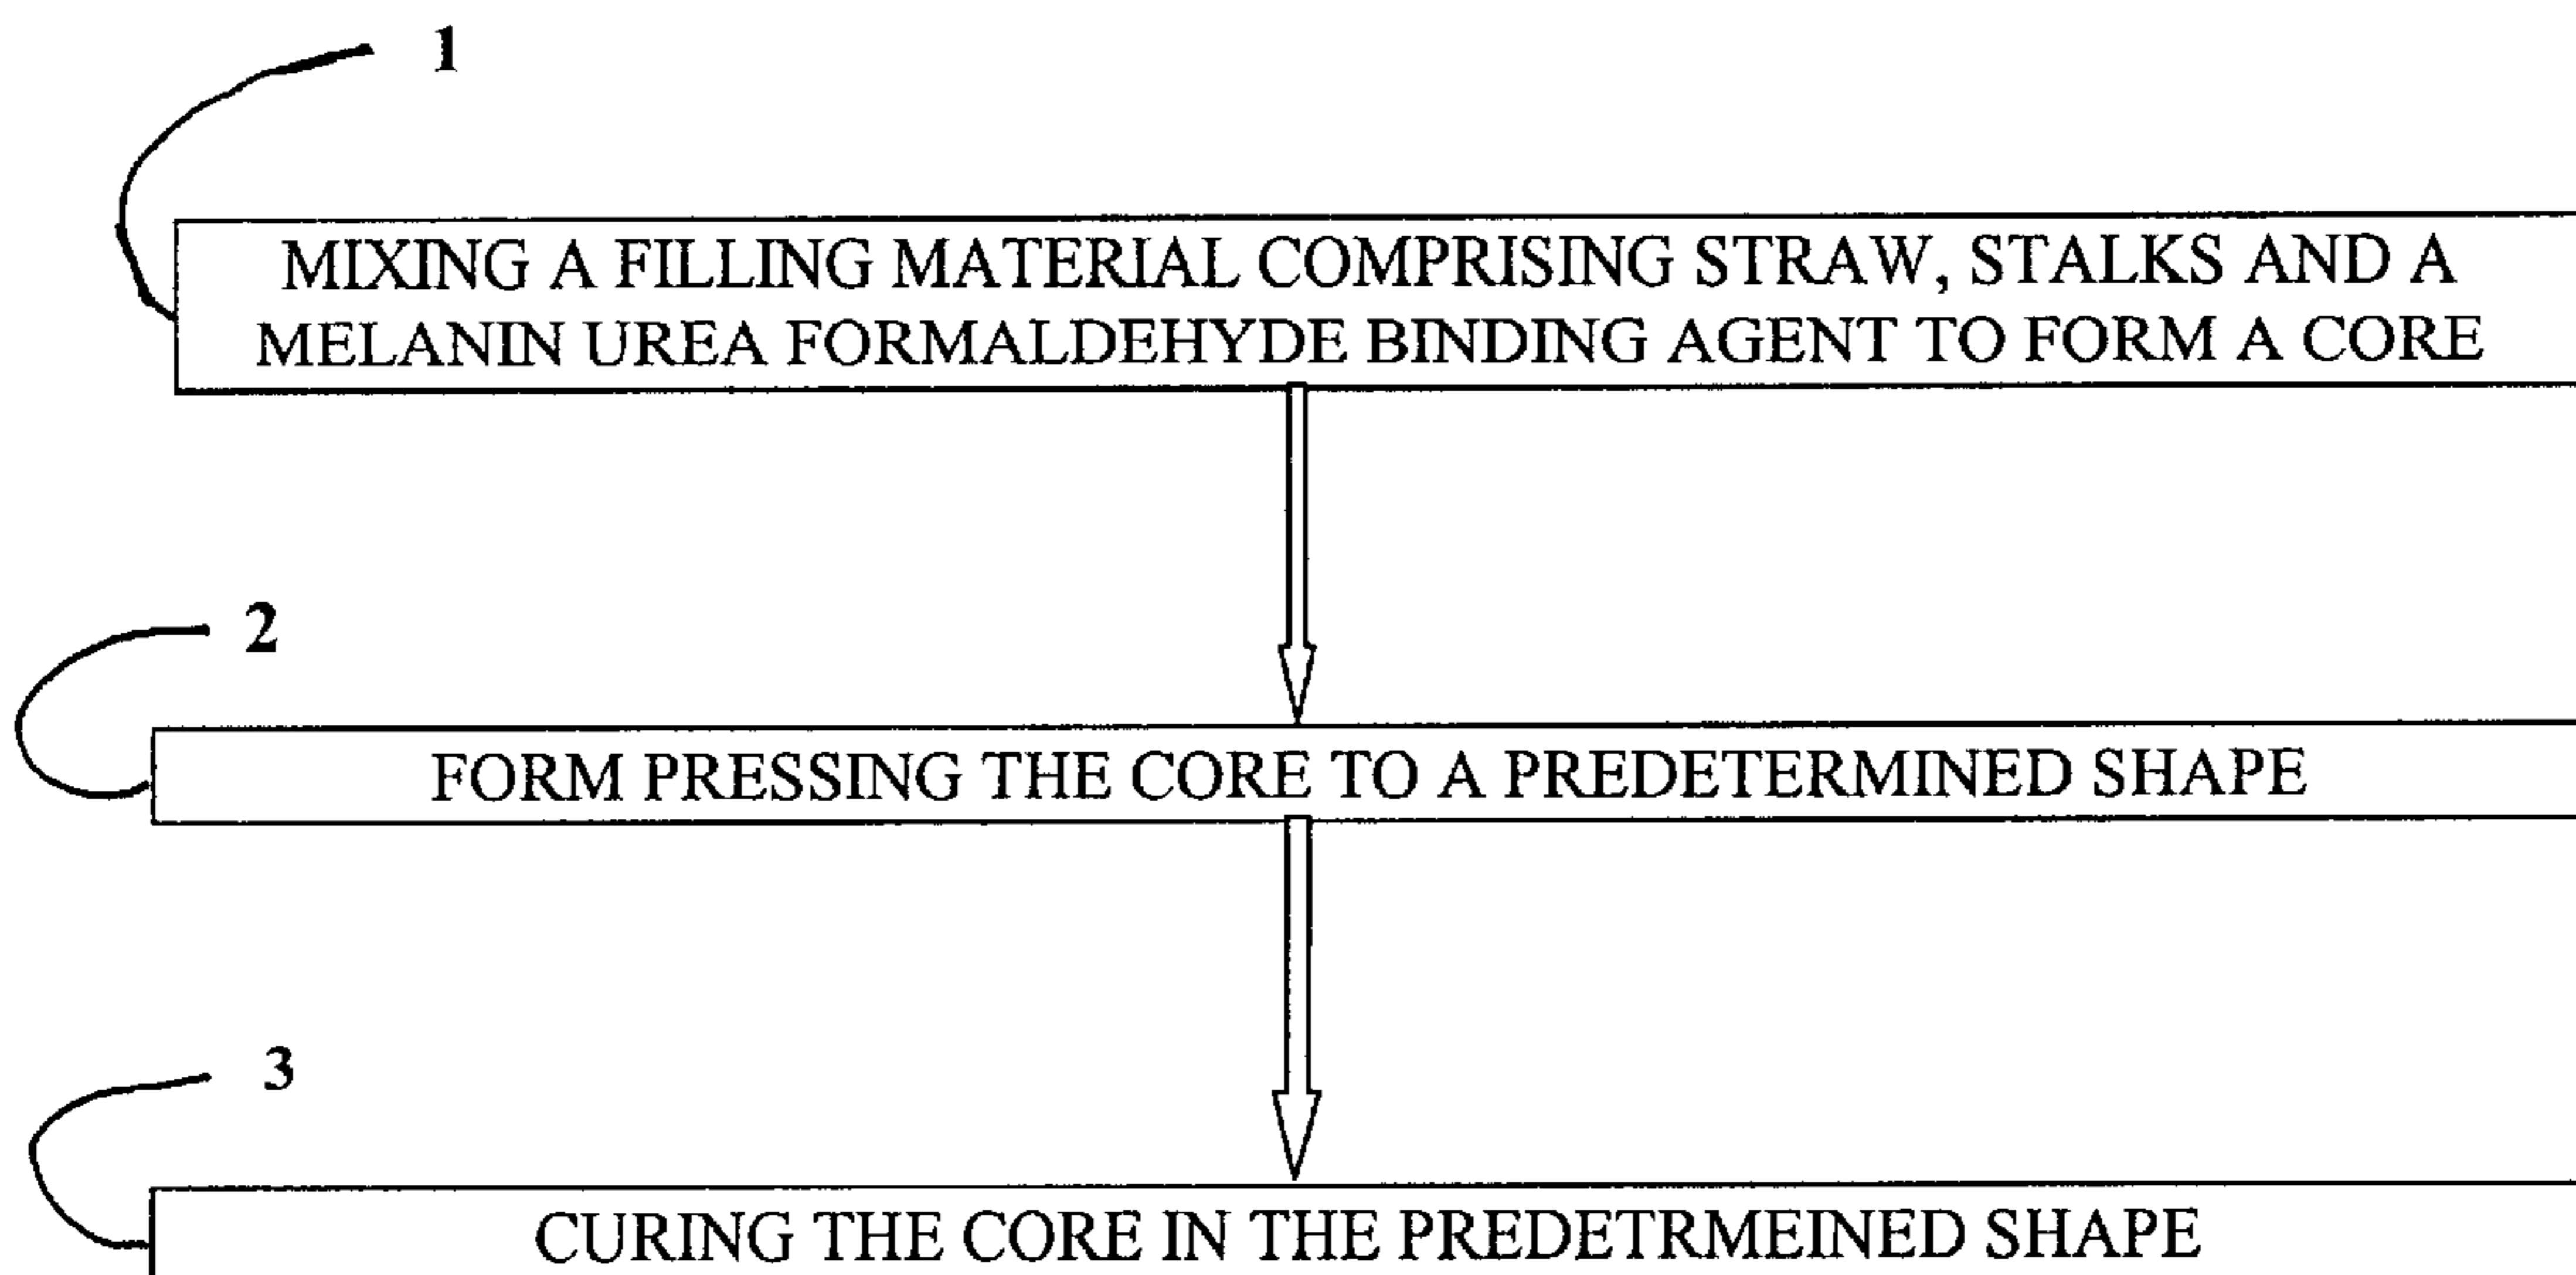 1
MIXING A FILLING MATERIAL COMPRISING STRAW, STALKS AND A
MELANIN UREA FORMALDEHYDE BINDING AGENT TO FORM A CORE
2
FORM PRESSING THE CORE TO A PREDETERMINED SHAPE
3
CURING THE CORE IN THE PREDETRMEINED SHAPE